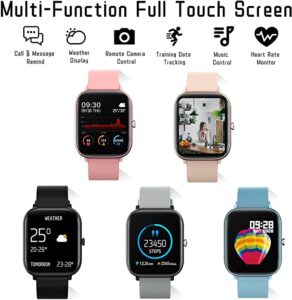 Multi-Function Full Touch Screen
Call & Message
Remind
Weather
Display
Remote Camera
Control
Training Data
Tracking
Music
Control
Heart Rate
Monitor
09:30
WEATHER
25°
20°
TOMORROW 23-28°
23450
STEPS
09:28